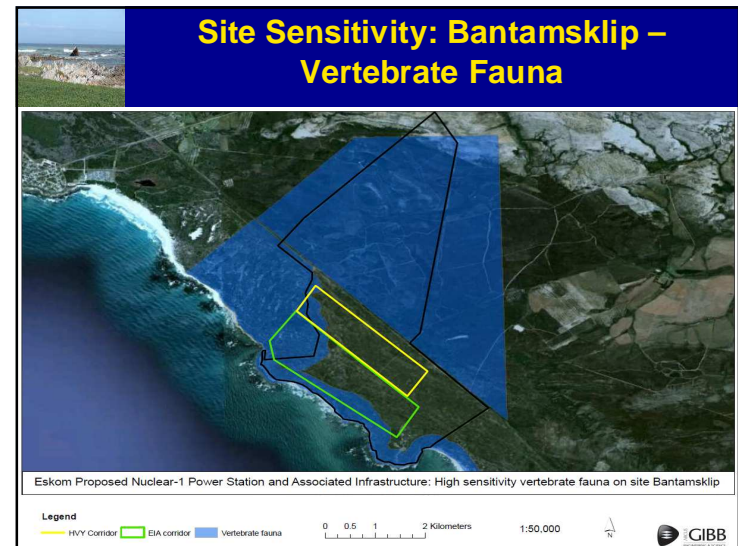 Site Sensitivity: Bantamsklip –
Vertebrate Fauna
Eskom Proposed Nuclear-1 Power Station and Associated Infrastructure: High sensitivity vertebrate fauna on site Bantamsklip
Legend
HVY Corridor EIA corridor Vertebrate fauna
0 0.5 1 2 Kilometers
1:50,000
N
GIBB